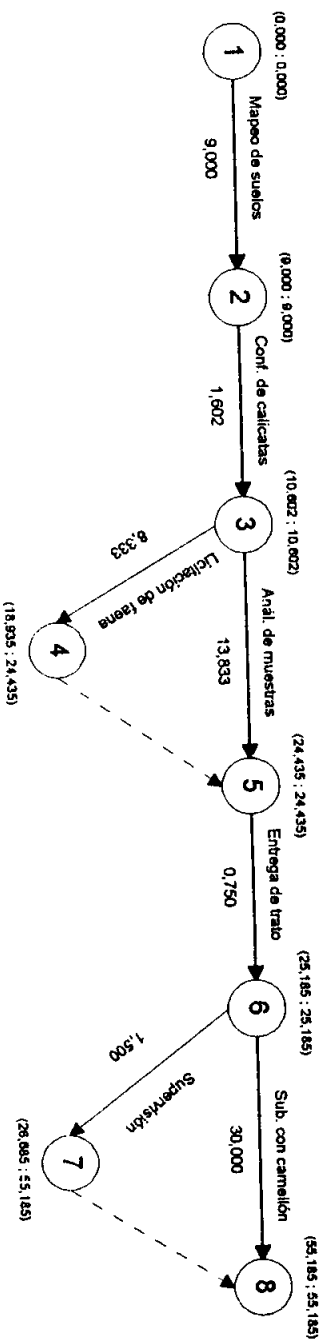 (0,000 ; 0,000)
1
Mapeo de suelos
9,000
(9,000 ; 9,000)
2
Conf. de calicatas
1,602
(10,602 ; 10,602)
3
Anál. de muestras
13,833
Licitación de faena
8,333
4
(18,935 ; 24,435)
(24,435 ; 24,435)
5
Entrega de trato
0,750
(25,185 ; 25,185)
6
Sub. con camellón
30,000
Supervisión
1,500
7
(26,685 ; 55,185)
(55,185 ; 55,185)
8